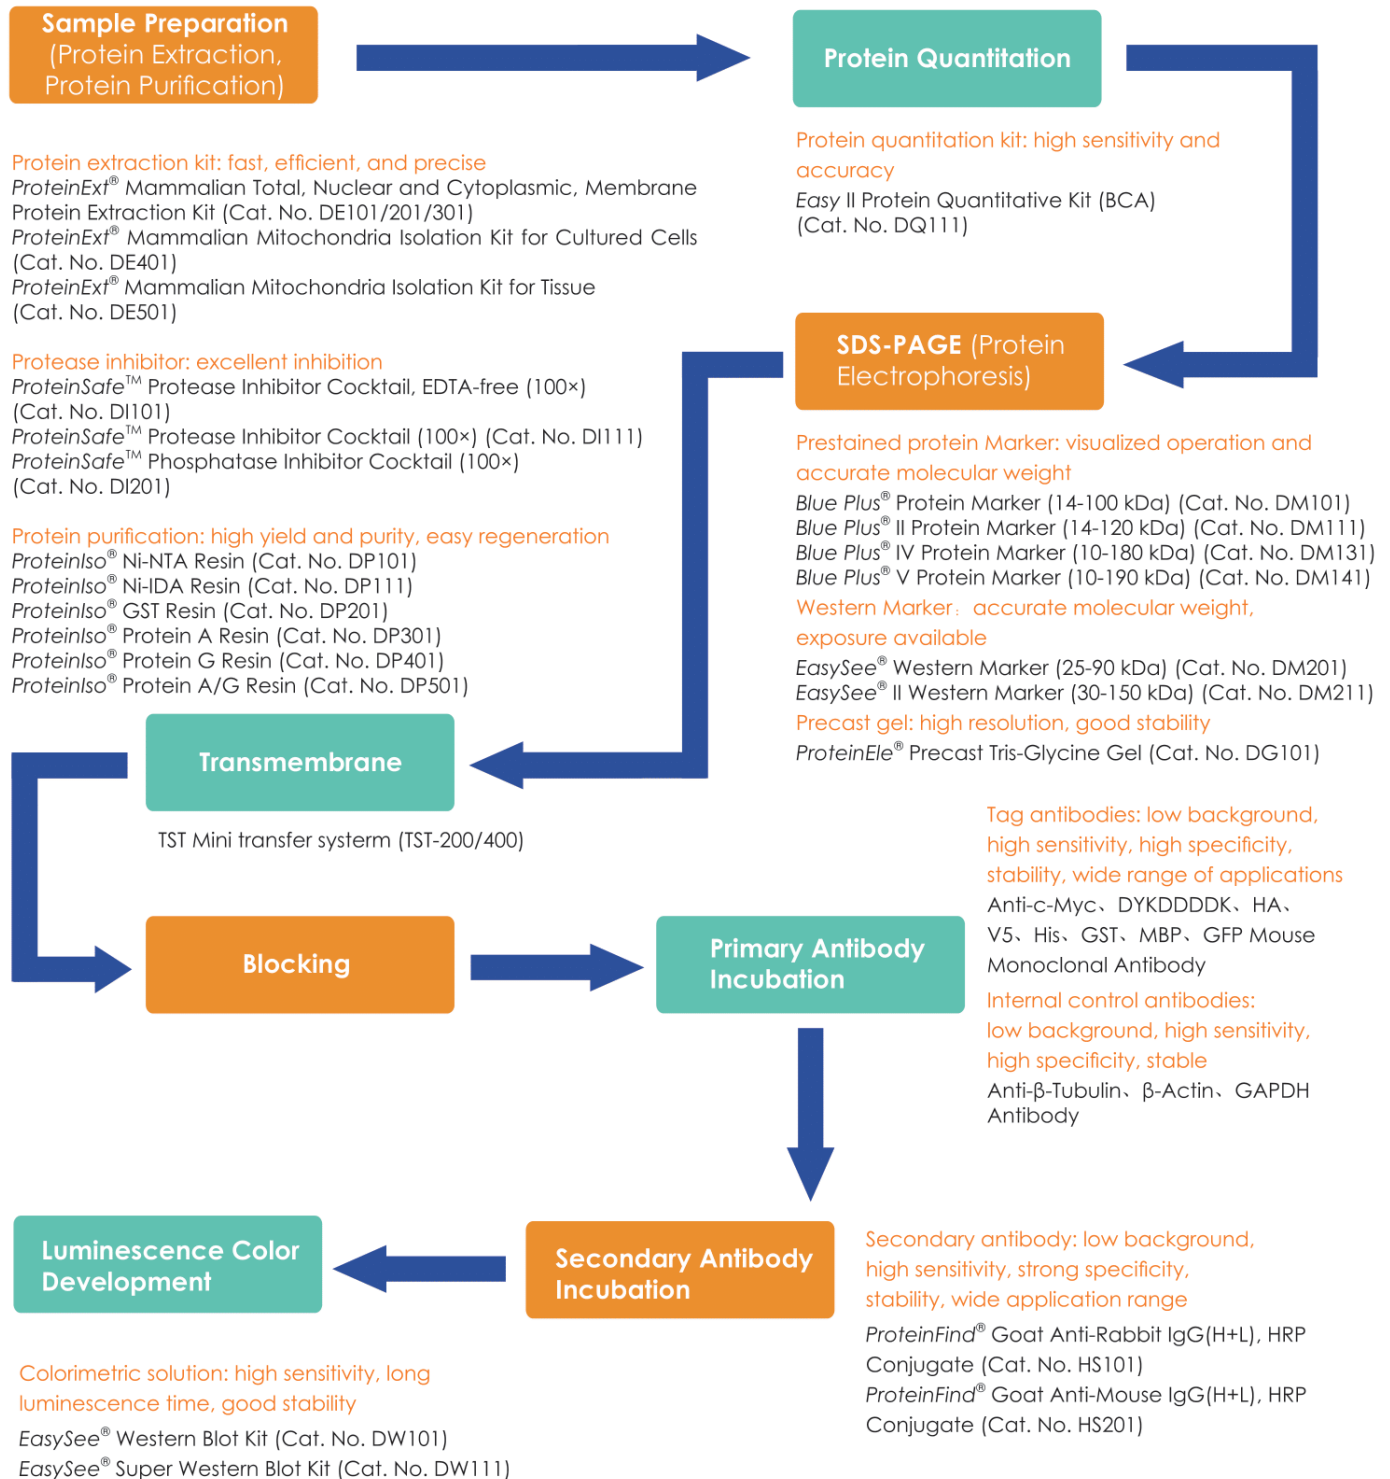 Sample Preparation
(Protein Extraction,
Protein Purification)
Protein Quantitation
Protein extraction kit: fast, efficient, and precise
ProteinExt® Mammalian Total, Nuclear and Cytoplasmic, Membrane
Protein Extraction Kit (Cat. No. DE101/201/301)
ProteinExt® Mammalian Mitochondria Isolation Kit for Cultured Cells
(Cat. No. DE401)
ProteinExt® Mammalian Mitochondria Isolation Kit for Tissue
(Cat. No. DE501)
Protease inhibitor: excellent inhibition
ProteinSafe™ Protease Inhibitor Cocktail, EDTA-free (100×)
(Cat. No. DI101)
ProteinSafe™ Protease Inhibitor Cocktail (100×) (Cat. No. DI111)
ProteinSafe™ Phosphatase Inhibitor Cocktail (100×)
(Cat. No. DI201)
Protein purification: high yield and purity, easy regeneration
ProteinIso® Ni-NTA Resin (Cat. No. DP101)
ProteinIso® Ni-IDA Resin (Cat. No. DP111)
ProteinIso® GST Resin (Cat. No. DP201)
ProteinIso® Protein A Resin (Cat. No. DP301)
ProteinIso® Protein G Resin (Cat. No. DP401)
ProteinIso® Protein A/G Resin (Cat. No. DP501)
Protein quantitation kit: high sensitivity and
accuracy
Easy II Protein Quantitative Kit (BCA)
(Cat. No. DQ111)
SDS-PAGE (Protein
Electrophoresis)
Prestained protein Marker: visualized operation and
accurate molecular weight
Blue Plus® Protein Marker (14-100 kDa) (Cat. No. DM101)
Blue Plus® II Protein Marker (14-120 kDa) (Cat. No. DM111)
Blue Plus® IV Protein Marker (10-180 kDa) (Cat. No. DM131)
Blue Plus® V Protein Marker (10-190 kDa) (Cat. No. DM141)
Western Marker：accurate molecular weight,
exposure available
EasySee® Western Marker (25-90 kDa) (Cat. No. DM201)
EasySee® II Western Marker (30-150 kDa) (Cat. No. DM211)
Precast gel: high resolution, good stability
ProteinEle® Precast Tris-Glycine Gel (Cat. No. DG101)
Transmembrane
TST Mini transfer systerm (TST-200/400)
Blocking
Primary Antibody
Incubation
Tag antibodies: low background,
high sensitivity, high specificity,
stability, wide range of applications
Anti-c-Myc、DYKDDDDK、HA、
V5、His、GST、MBP、GFP Mouse
Monoclonal Antibody
Internal control antibodies:
low background, high sensitivity,
high specificity, stable
Anti-β-Tubulin、β-Actin、GAPDH
Antibody
Secondary Antibody
Incubation
Secondary antibody: low background,
high sensitivity, strong specificity,
stability, wide application range
ProteinFind® Goat Anti-Rabbit IgG(H+L), HRP
Conjugate (Cat. No. HS101)
ProteinFind® Goat Anti-Mouse IgG(H+L), HRP
Conjugate (Cat. No. HS201)
Luminescence Color
Development
Colorimetric solution: high sensitivity, long
luminescence time, good stability
EasySee® Western Blot Kit (Cat. No. DW101)
EasySee® Super Western Blot Kit (Cat. No. DW111)